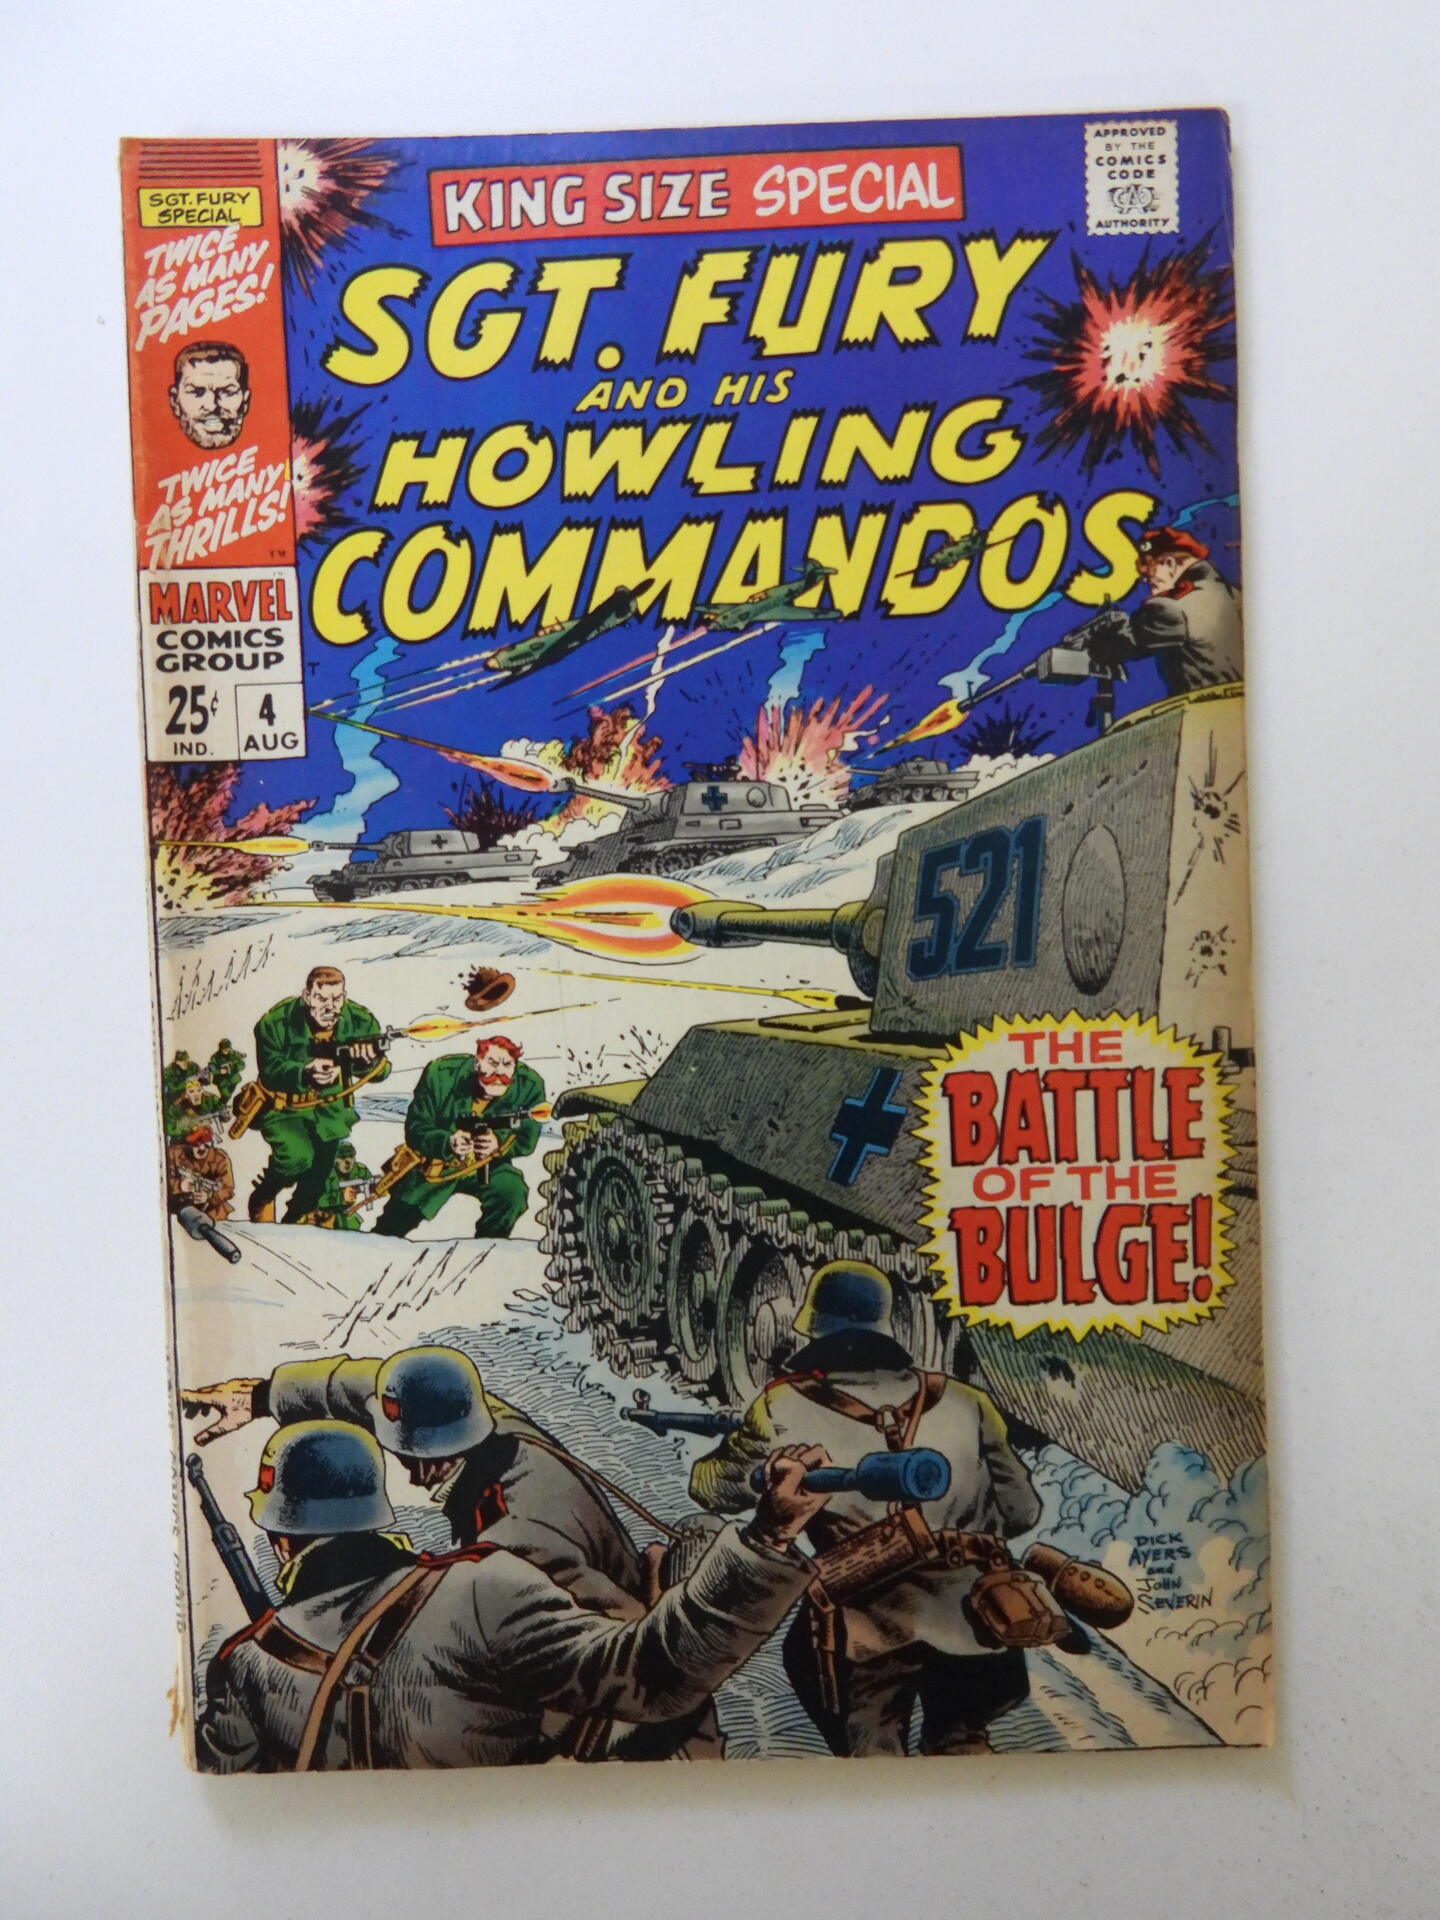 SGT. FURY
SPECIAL
TWICE
AS MANY
PAGES!
TWICE
AS MANY
THRILLS!
TM
MARVEL
COMICS
GROUP
25¢
IND.
4
AUG
KING SIZE SPECIAL
APPROVED
BY THE
COMICS
CODE
AUTHORITY
SGT. FURY
AND HIS
HOWLING
COMMANDOS
521
THE
BATTLE
OF THE
BULGE!
DICK
AYERS
and
JOHN
SEVERIN